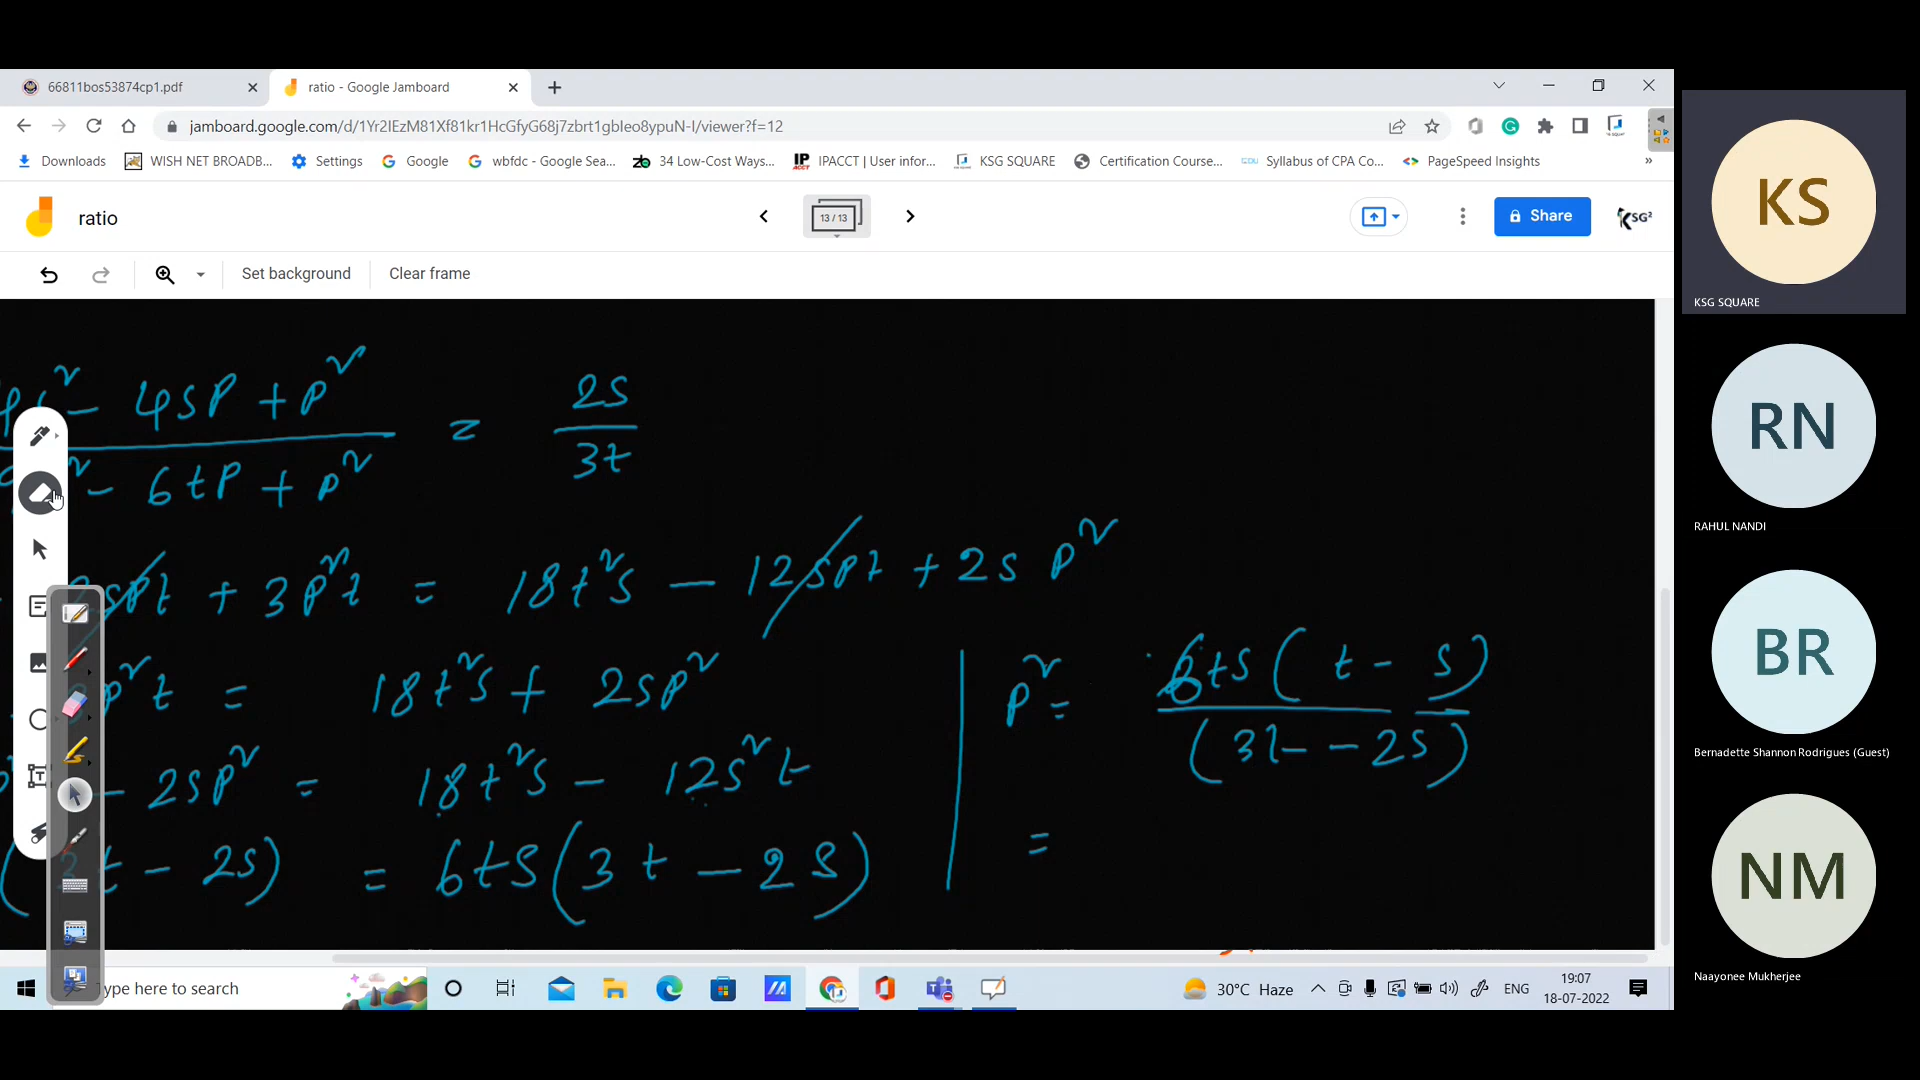 66811bos53874cp1.pdf
ratio - Google Jamboard
jamboard.google.com/d/1Yr2IEzM81Xf81kr1HcGfyG68j7zbrt1gbIeo8ypuN-I/viewer?f=12
Downloads WISH NET BROADB... Settings Google wbfdc - Google Sea... 34 Low-Cost Ways... IPACCT | User infor... KSG SQUARE Certification Course... Syllabus of CPA Co... PageSpeed Insights »
ratio
13 / 13
Share
KSG²
Set background Clear frame
- 4sp + p² = 2s
- 6tp + p² 3t
+ 3p²t = 18t²s - 12spt + 2sp²
p²t = 18t²s + 2sp²
- 2sp² = 18t²s - 12s²t
t - 2s) = 6ts(3t - 2s)
p² = 6ts(t - s)
(3t - 2s)
=
Type here to search
30°C Haze
ENG
19:07
18-07-2022
KS
KSG SQUARE
RN
RAHUL NANDI
BR
Bernadette Shannon Rodrigues (Guest)
NM
Naayonee Mukherjee